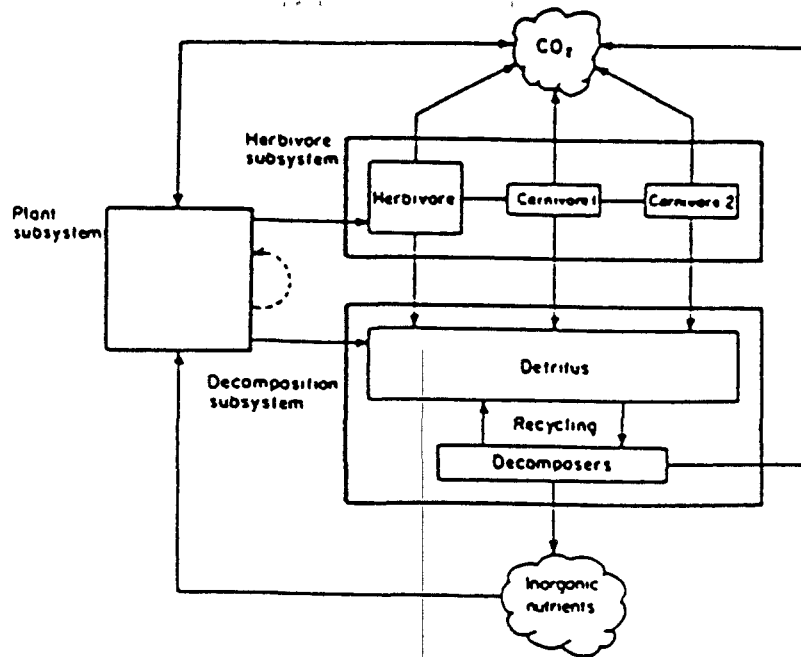 CO₂
Herbivore
subsystem
Herbivore
Carnivore 1
Carnivore 2
Plant
subsystem
Detritus
Decomposition
subsystem
Recycling
Decomposers
Inorganic
nutrients